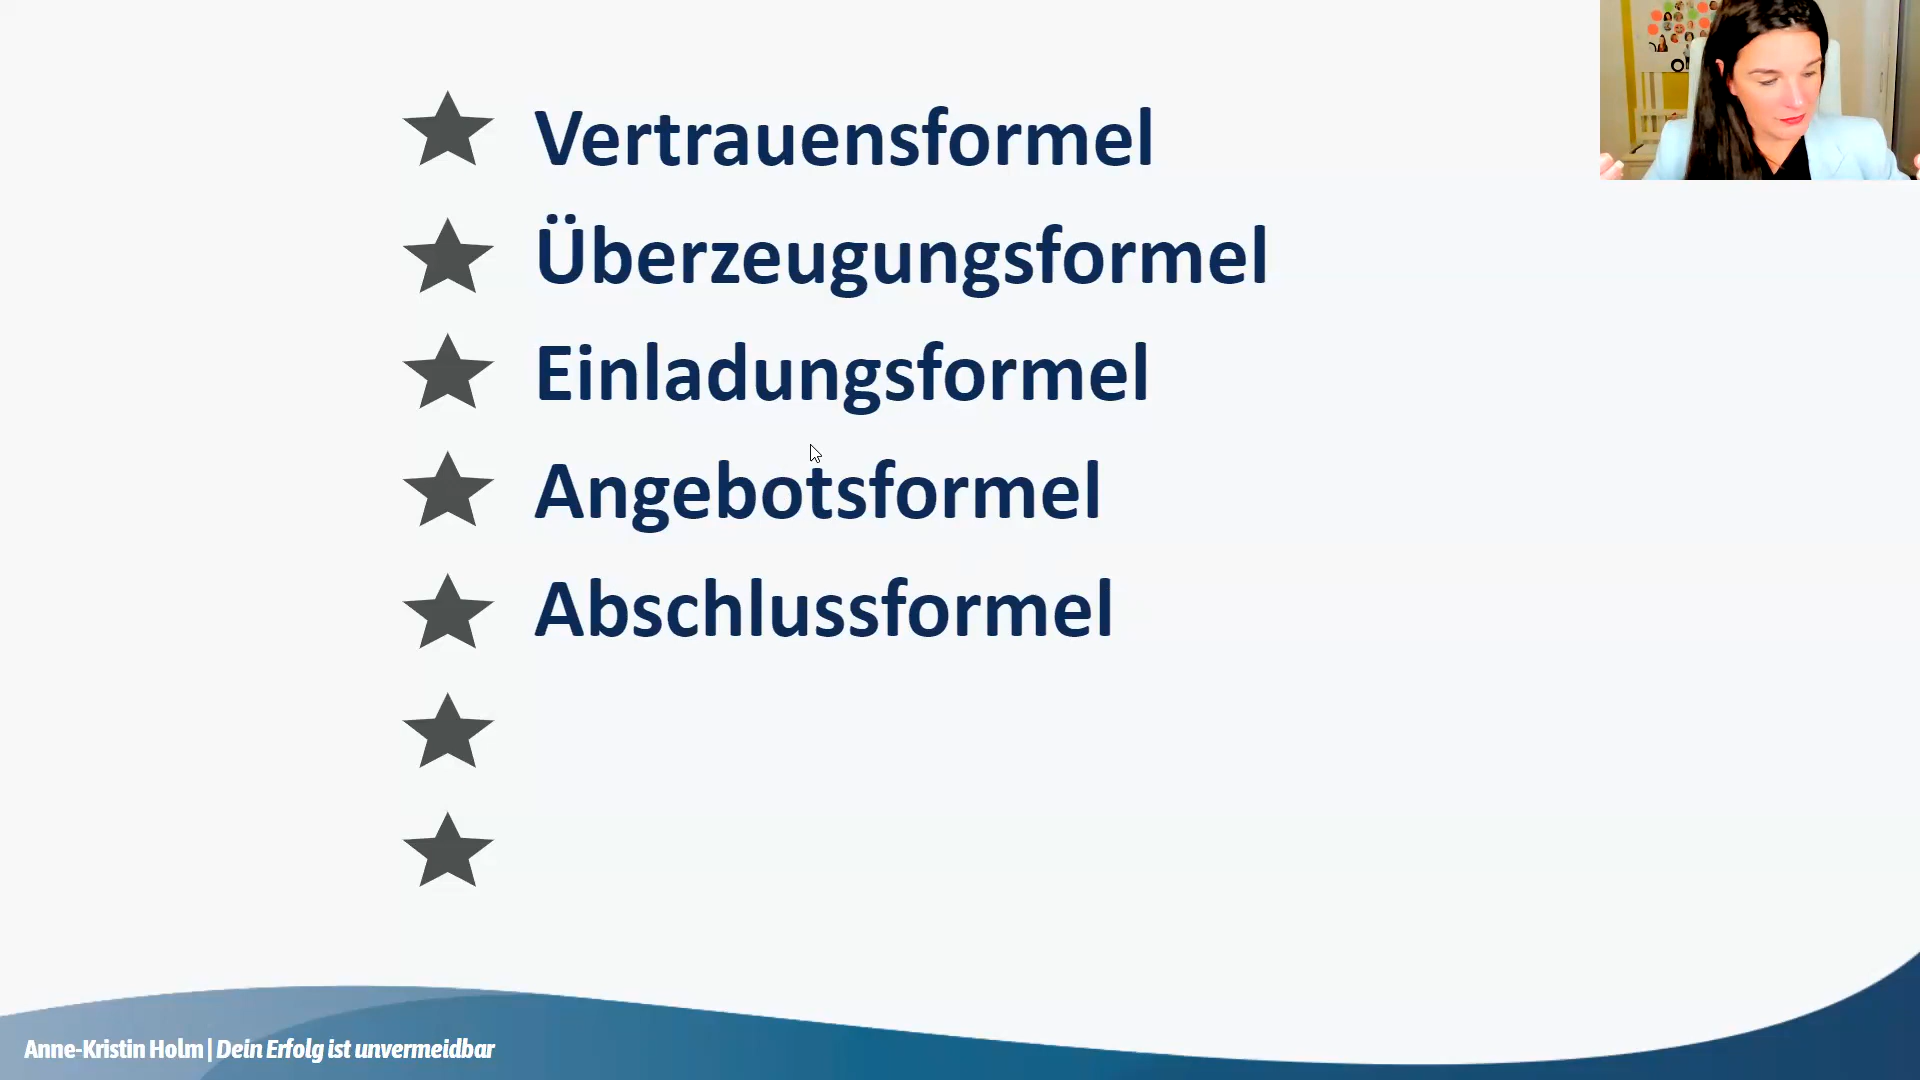 Vertrauensformel
Überzeugungsformel
Einladungsformel
Angebotsformel
Abschlussformel
Anne-Kristin Holm | Dein Erfolg ist unvermeidbar